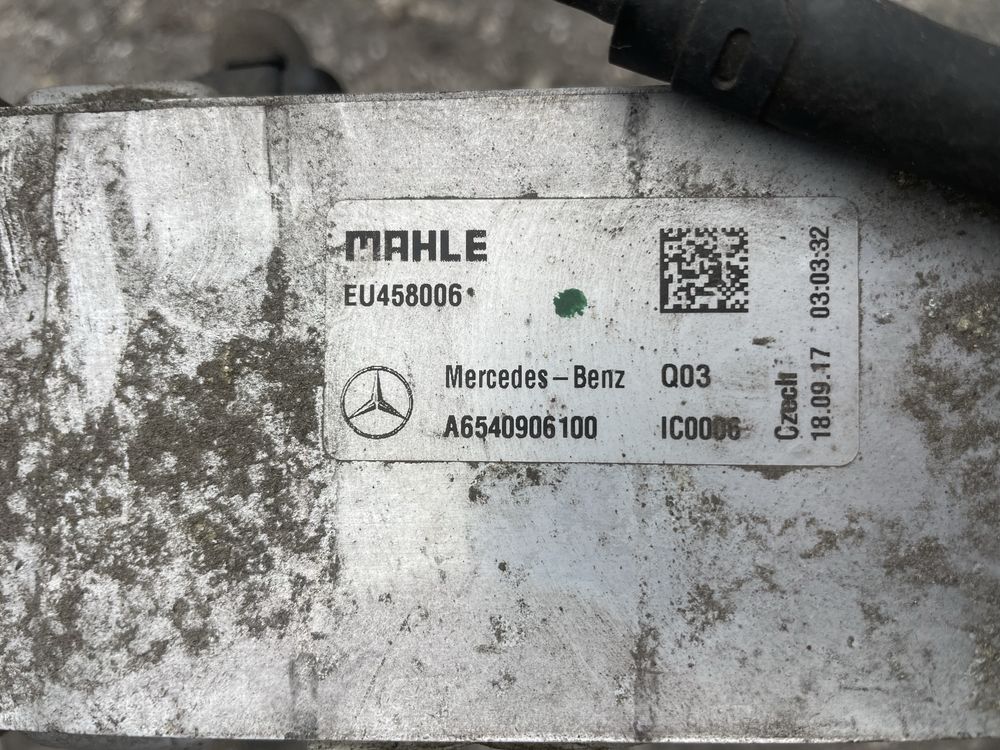 MAHLE
EU458006
Mercedes-Benz Q03
A6540906100 IC0006
Czech
18.09.17 03:03:32